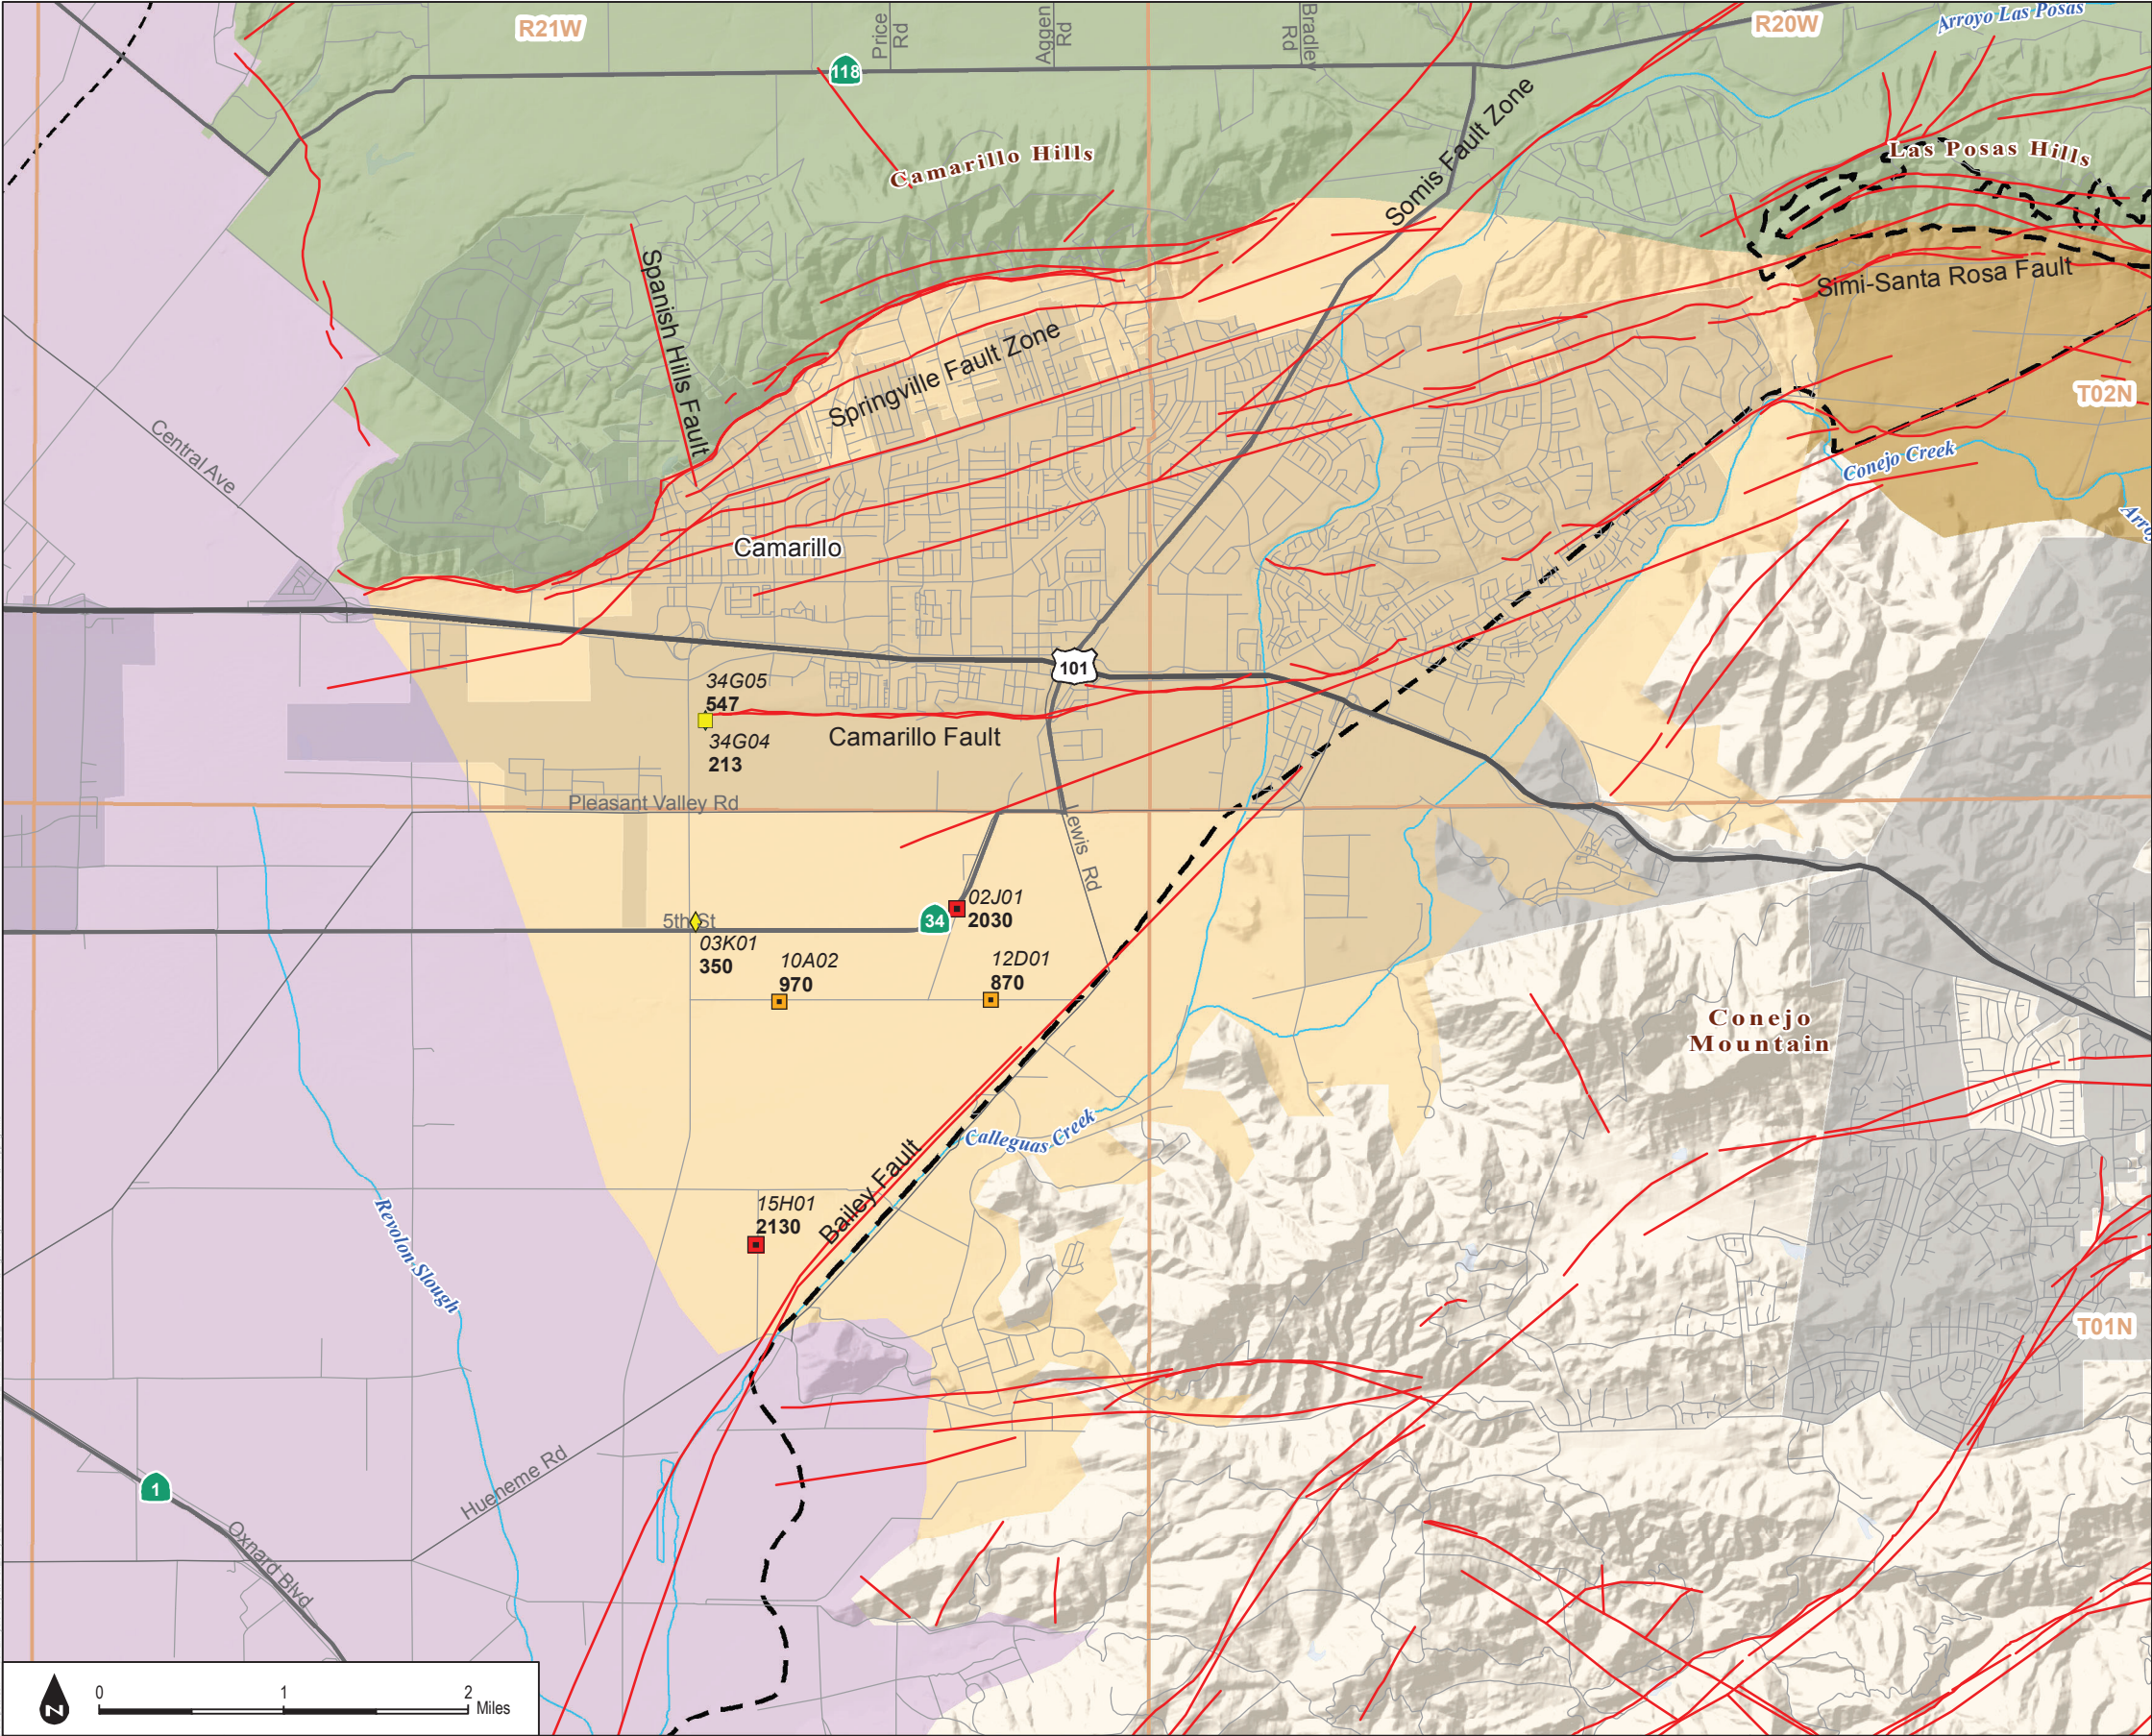 R21W
Price
Rd
Aggen
Rd
Bradley
Rd
R20W
Arroyo Las Posas
118
Camarillo Hills
Somis Fault Zone
Las Posas Hills
Spanish Hills Fault
Simi-Santa Rosa Fault
Springville Fault Zone
T02N
Central Ave
Conejo Creek
Camarillo
101
34G05
547
34G04
213
Camarillo Fault
Pleasant Valley Rd
Lewis Rd
02J01
2030
34
5th St
03K01
350
10A02
970
12D01
870
Conejo
Mountain
Calleguas Creek
Bailey Fault
15H01
2130
Revolon Slough
T01N
Hueneme Rd
1
Oxnard Blvd
N
0 1 2 Miles